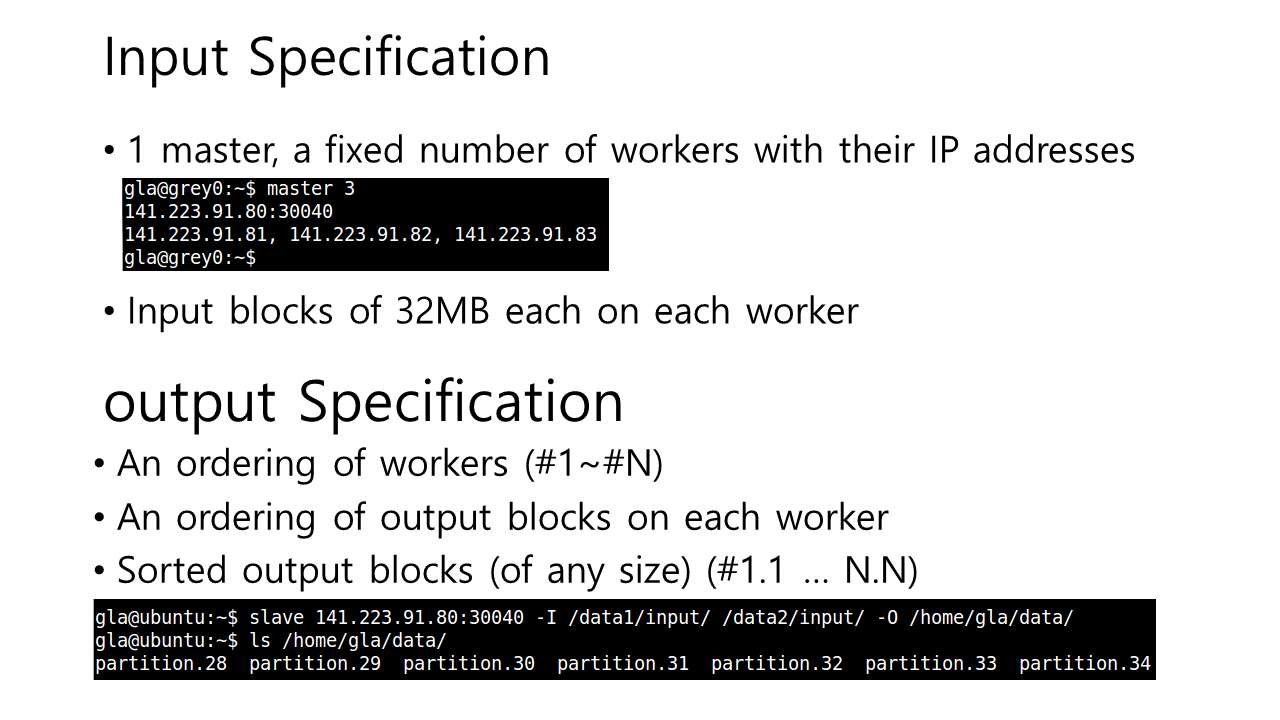 Input Specification
• 1 master, a fixed number of workers with their IP addresses
gla@grey0:~$ master 3
141.223.91.80:30040
141.223.91.81, 141.223.91.82, 141.223.91.83
gla@grey0:~$
• Input blocks of 32MB each on each worker
output Specification
• An ordering of workers (#1~#N)
• An ordering of output blocks on each worker
• Sorted output blocks (of any size) (#1.1 … N.N)
gla@ubuntu:~$ slave 141.223.91.80:30040 -I /data1/input/ /data2/input/ -O /home/gla/data/
gla@ubuntu:~$ ls /home/gla/data/
partition.28 partition.29 partition.30 partition.31 partition.32 partition.33 partition.34